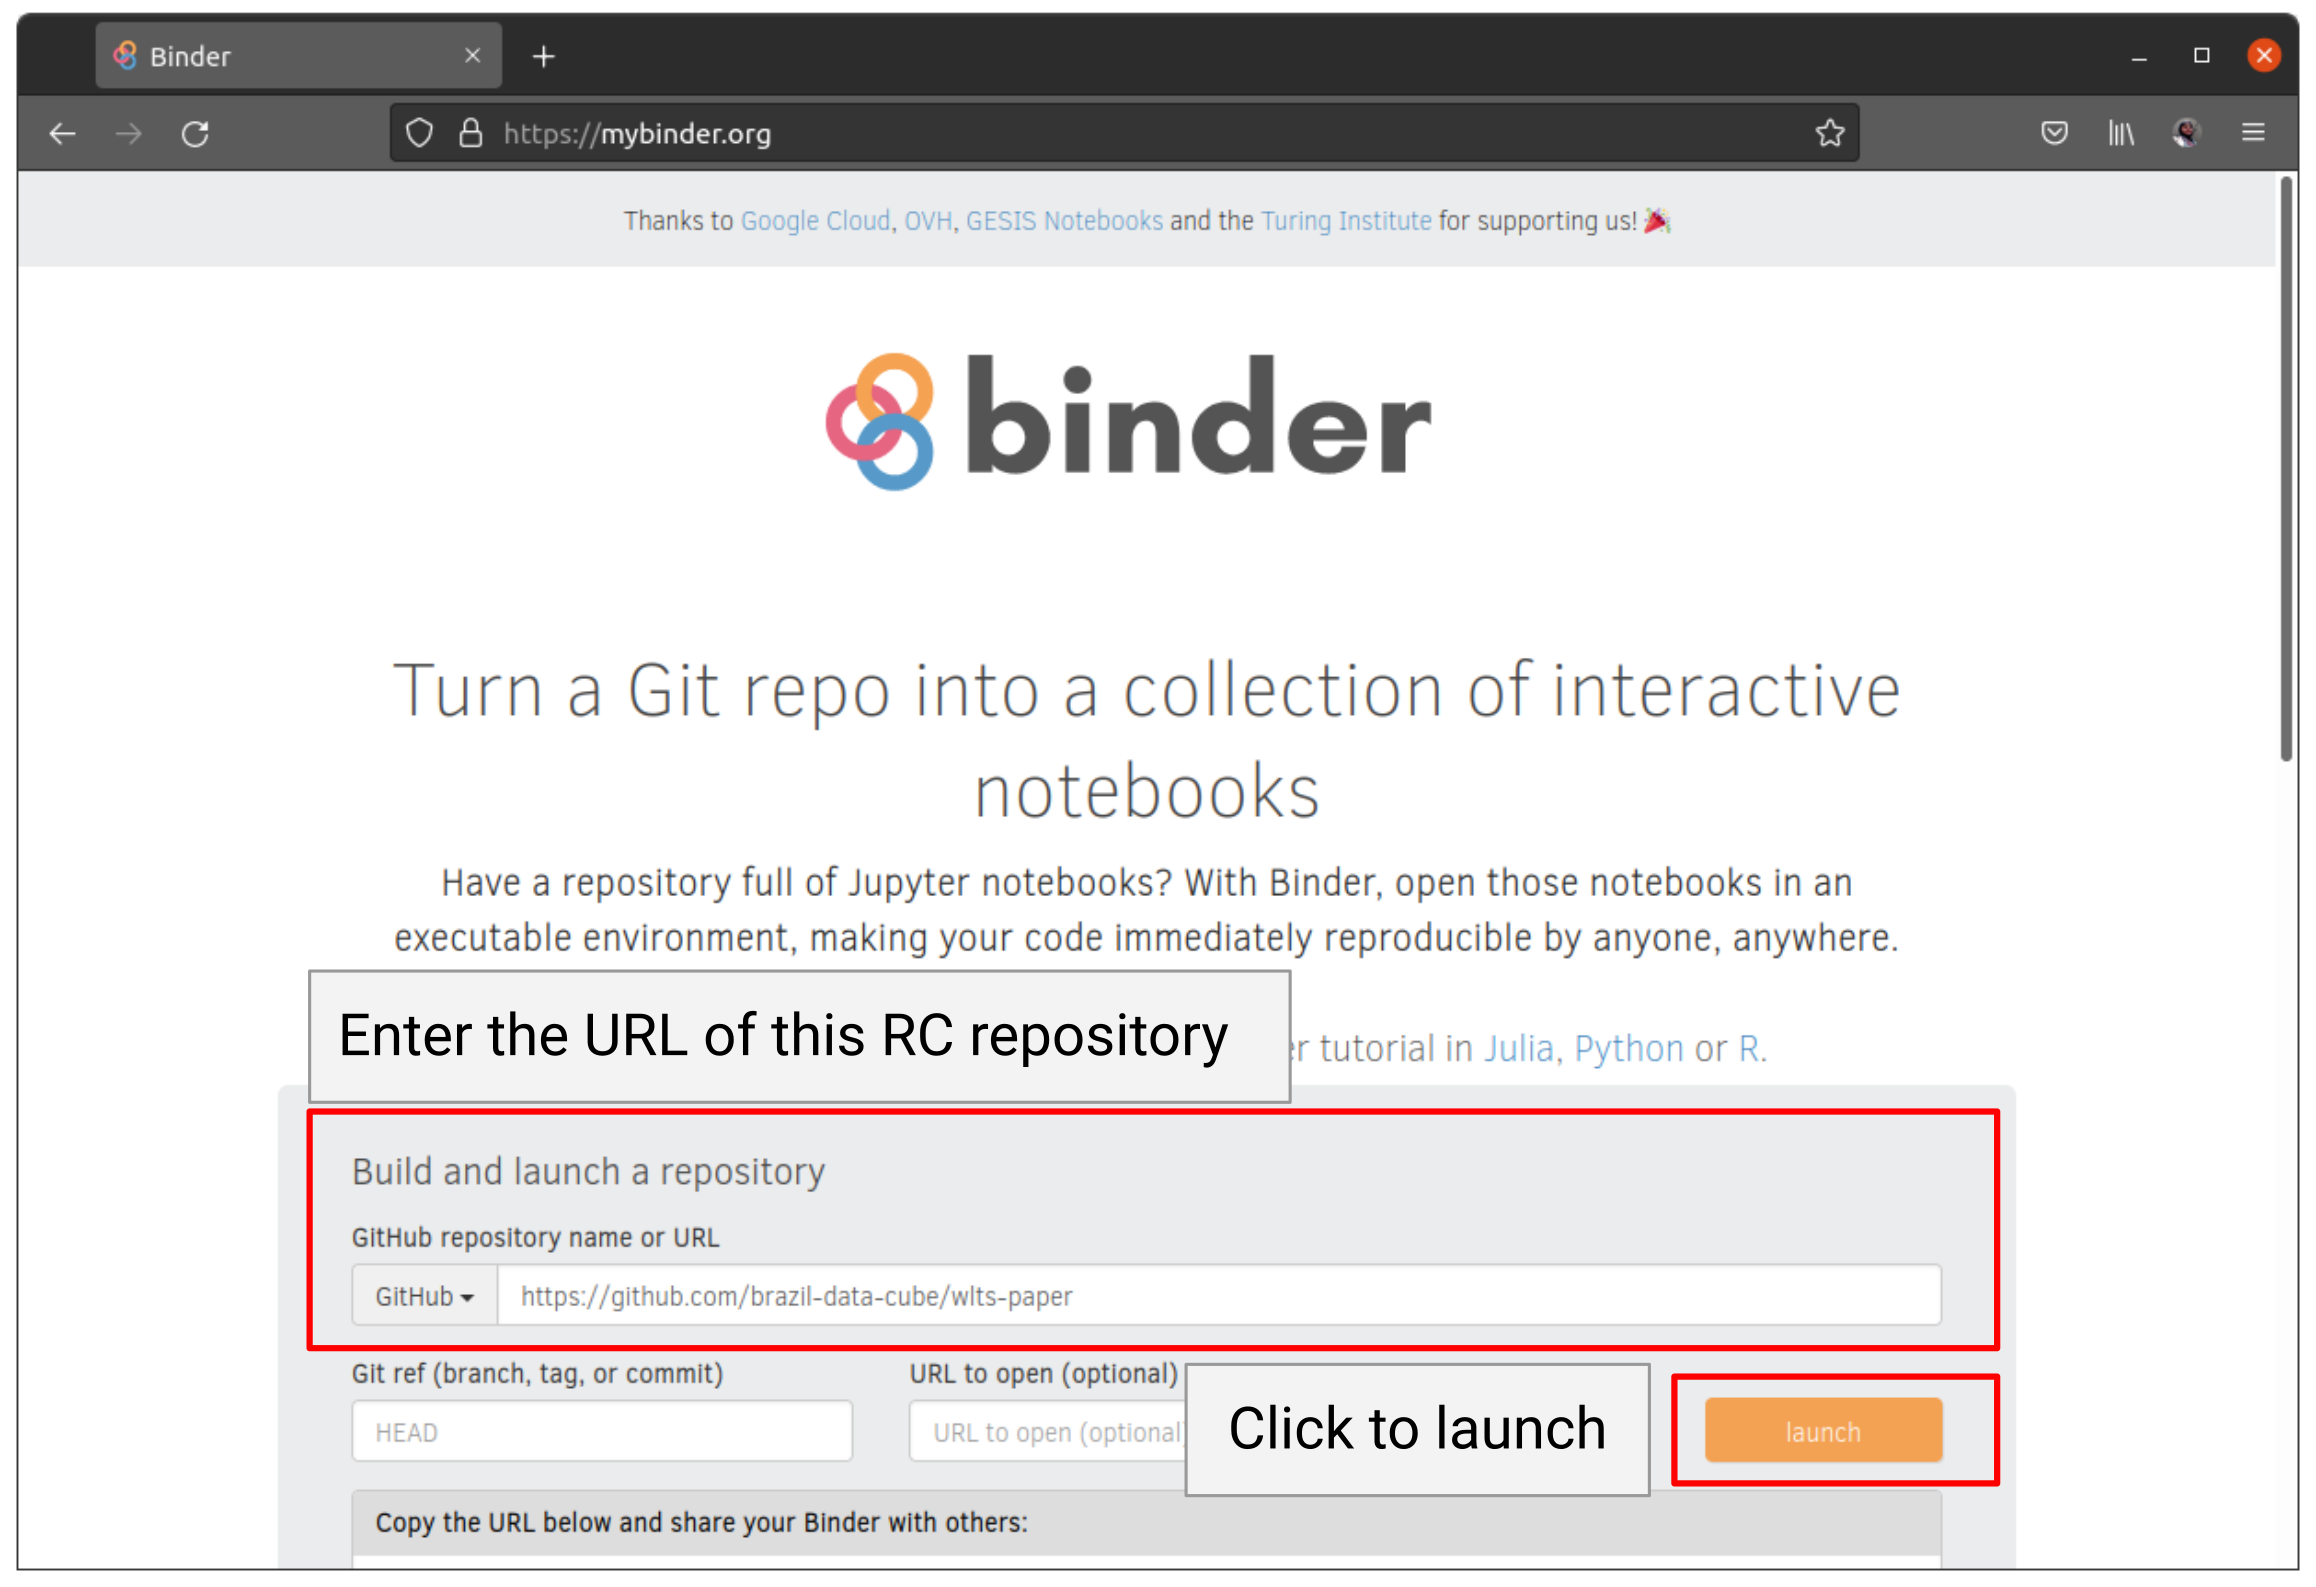 Binder
https://mybinder.org
Thanks to Google Cloud, OVH, GESIS Notebooks and the Turing Institute for supporting us!
binder
Turn a Git repo into a collection of interactive
notebooks
Have a repository full of Jupyter notebooks? With Binder, open those notebooks in an
executable environment, making your code immediately reproducible by anyone, anywhere.
Enter the URL of this RC repository
r tutorial in Julia, Python or R.
Build and launch a repository
GitHub repository name or URL
GitHub https://github.com/brazil-data-cube/wlts-paper
Git ref (branch, tag, or commit) URL to open (optional)
HEAD URL to open (optional) Click to launch launch
Copy the URL below and share your Binder with others: